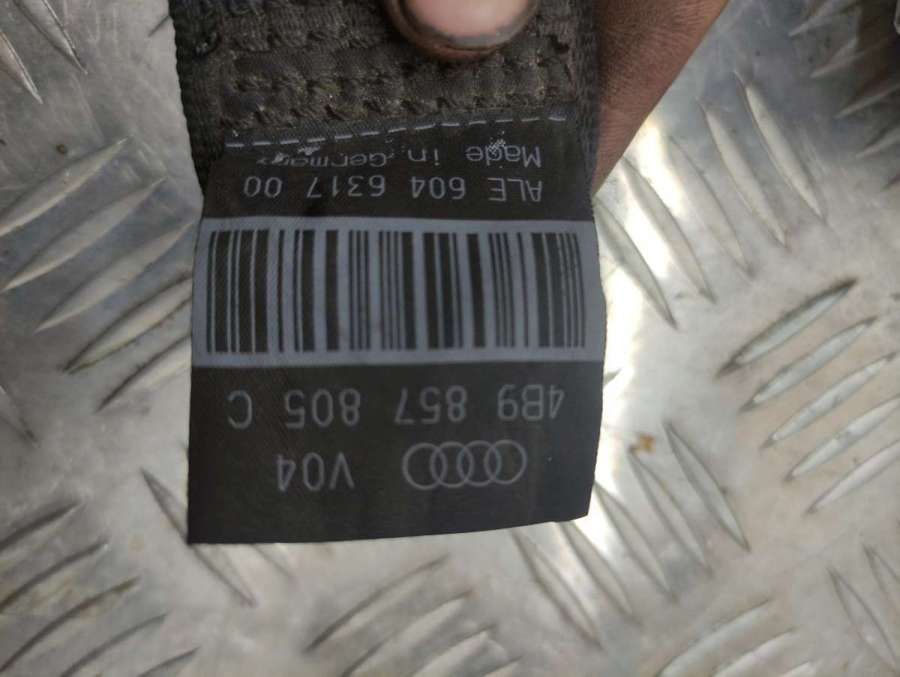 V04
4B9 857 805 C
ALE 604 6317 00
Made in Germany